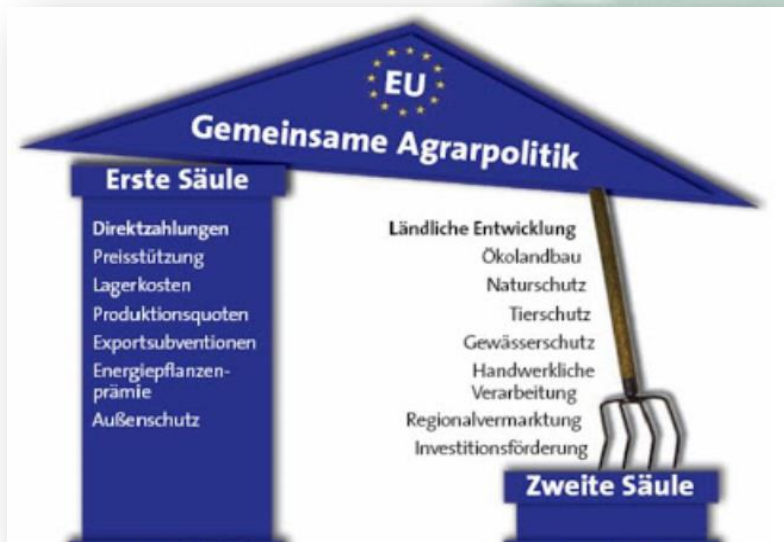 EU
Gemeinsame Agrarpolitik
Erste Säule
Direktzahlungen
Preisstützung
Lagerkosten
Produktionsquoten
Exportsubventionen
Energiepflanzen-
prämie
Außenschutz
Ländliche Entwicklung
Ökolandbau
Naturschutz
Tierschutz
Gewässerschutz
Handwerkliche
Verarbeitung
Regionalvermarktung
Investitionsförderung
Zweite Säule